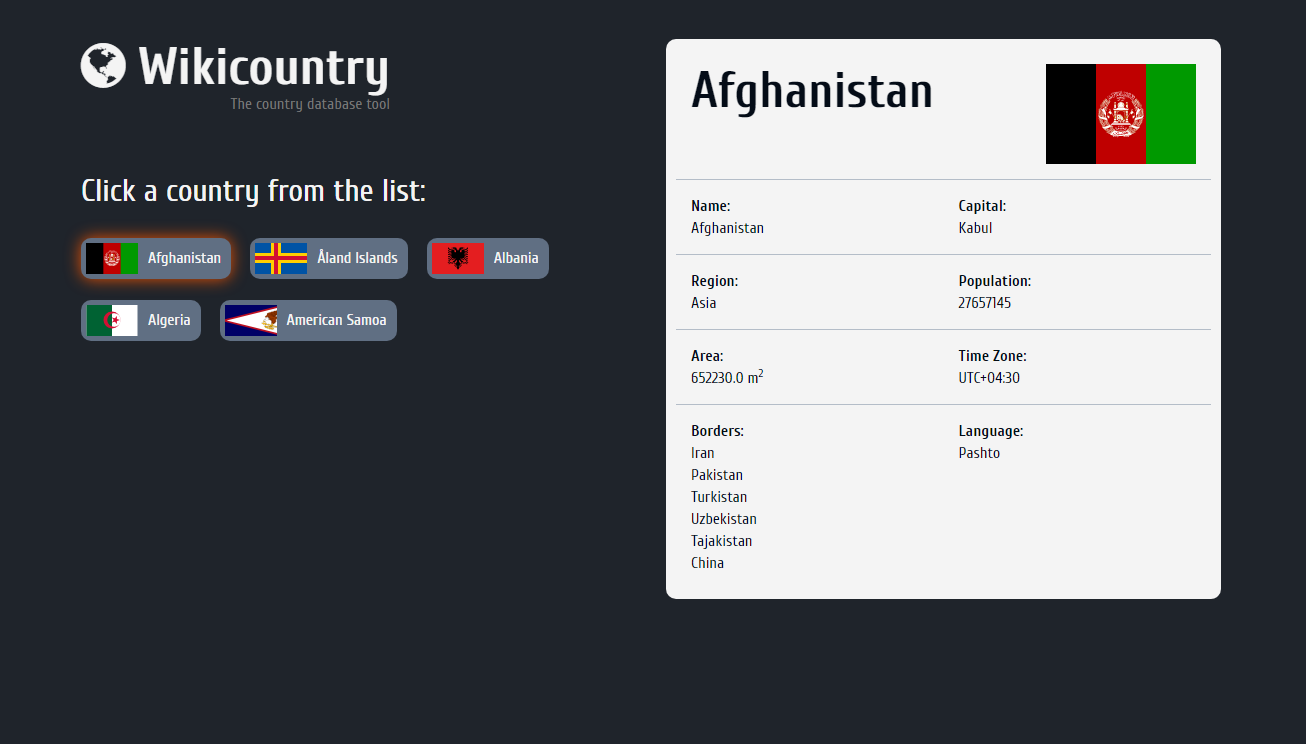 Wikicountry
The country database tool
Click a country from the list:
Afghanistan
Åland Islands
Albania
Algeria
American Samoa
Afghanistan
Name:
Afghanistan
Capital:
Kabul
Region:
Asia
Population:
27657145
Area:
652230.0 m²
Time Zone:
UTC+04:30
Borders:
Iran
Pakistan
Turkistan
Uzbekistan
Tajakistan
China
Language:
Pashto